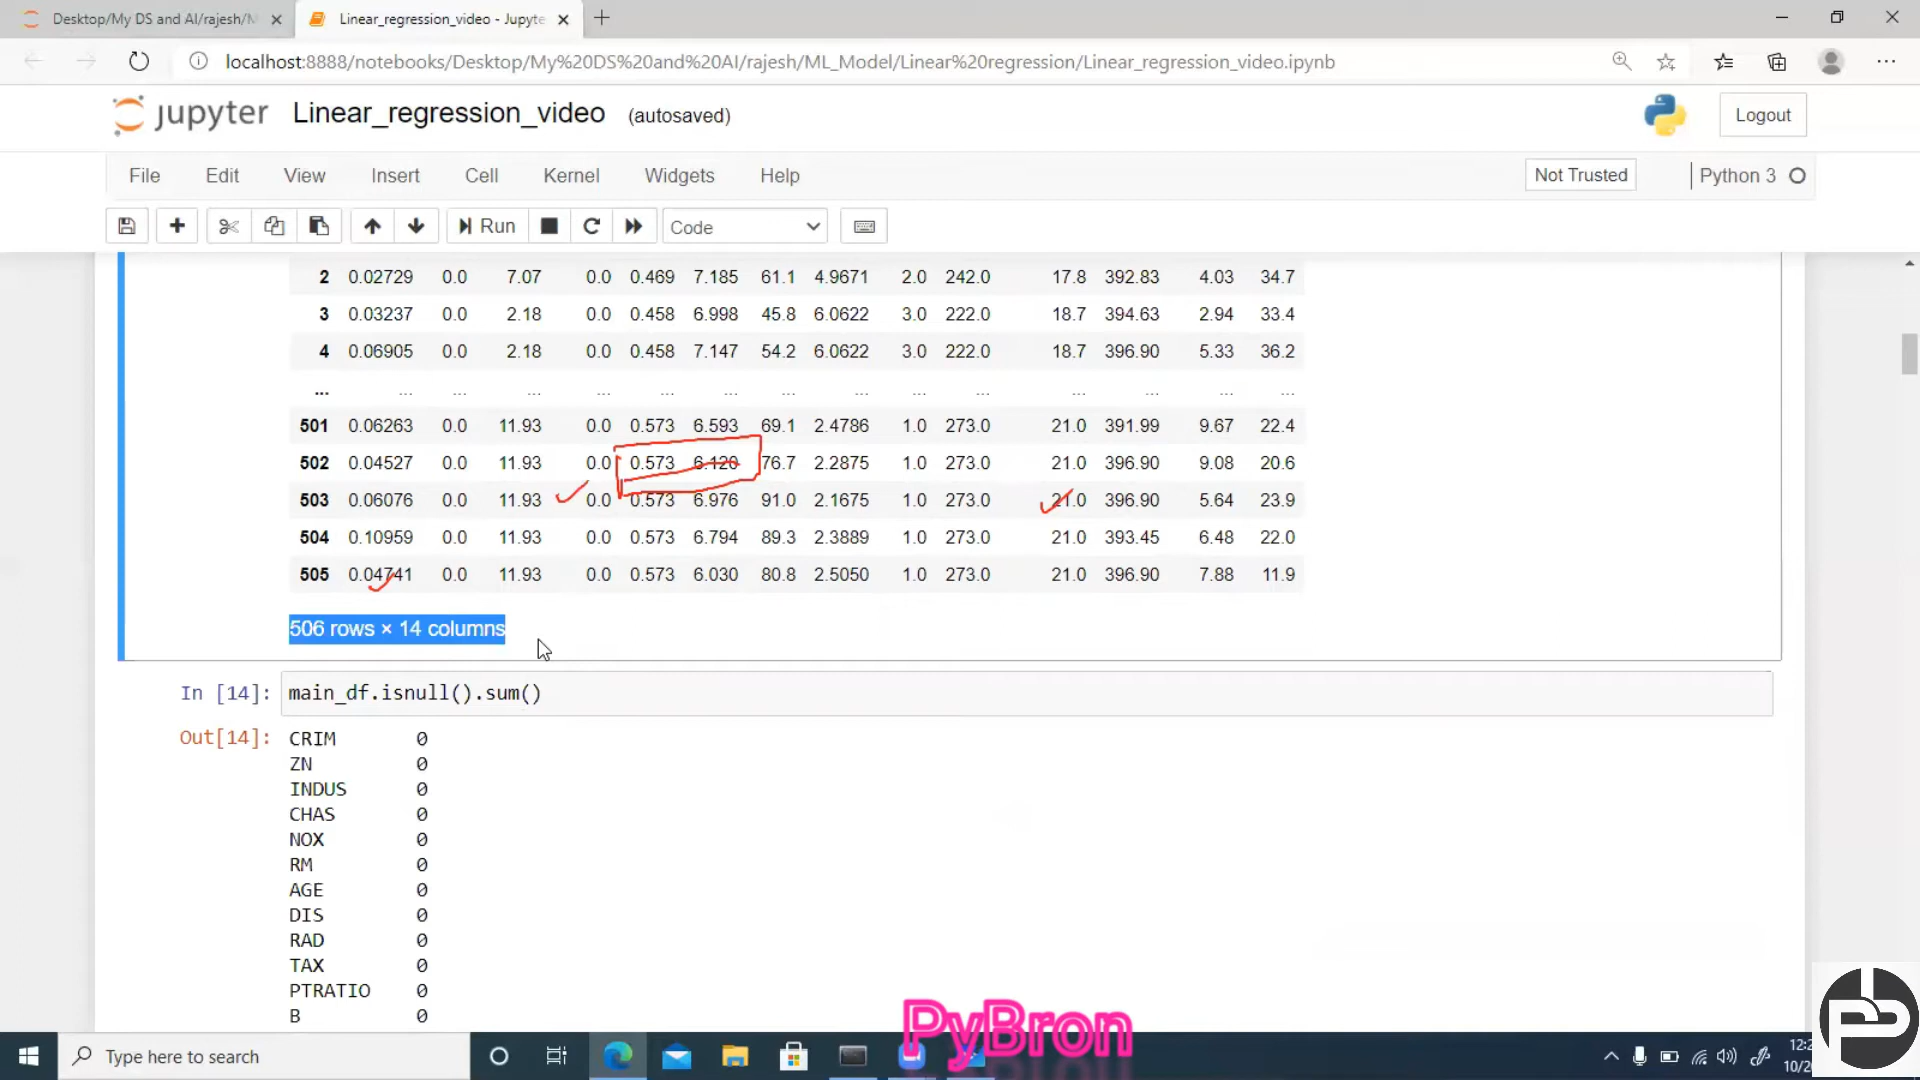 Desktop/My DS and AI/rajesh/M
Linear_regression_video - Jupyte
localhost:8888/notebooks/Desktop/My%20DS%20and%20AI/rajesh/ML_Model/Linear%20regression/Linear_regression_video.ipynb
jupyter Linear_regression_video (autosaved)
Logout
File Edit View Insert Cell Kernel Widgets Help
Not Trusted
Python 3
Run
Code
2 0.02729 0.0 7.07 0.0 0.469 7.185 61.1 4.9671 2.0 242.0 17.8 392.83 4.03 34.7
3 0.03237 0.0 2.18 0.0 0.458 6.998 45.8 6.0622 3.0 222.0 18.7 394.63 2.94 33.4
4 0.06905 0.0 2.18 0.0 0.458 7.147 54.2 6.0622 3.0 222.0 18.7 396.90 5.33 36.2
... ... ... ... ... ... ... ... ... ... ... ... ... ... ...
501 0.06263 0.0 11.93 0.0 0.573 6.593 69.1 2.4786 1.0 273.0 21.0 391.99 9.67 22.4
502 0.04527 0.0 11.93 0.0 0.573 6.120 76.7 2.2875 1.0 273.0 21.0 396.90 9.08 20.6
503 0.06076 0.0 11.93 0.0 0.573 6.976 91.0 2.1675 1.0 273.0 21.0 396.90 5.64 23.9
504 0.10959 0.0 11.93 0.0 0.573 6.794 89.3 2.3889 1.0 273.0 21.0 393.45 6.48 22.0
505 0.04741 0.0 11.93 0.0 0.573 6.030 80.8 2.5050 1.0 273.0 21.0 396.90 7.88 11.9
506 rows × 14 columns
In [14]: main_df.isnull().sum()
Out[14]: CRIM 0
ZN 0
INDUS 0
CHAS 0
NOX 0
RM 0
AGE 0
DIS 0
RAD 0
TAX 0
PTRATIO 0
B 0
PyBron
Type here to search